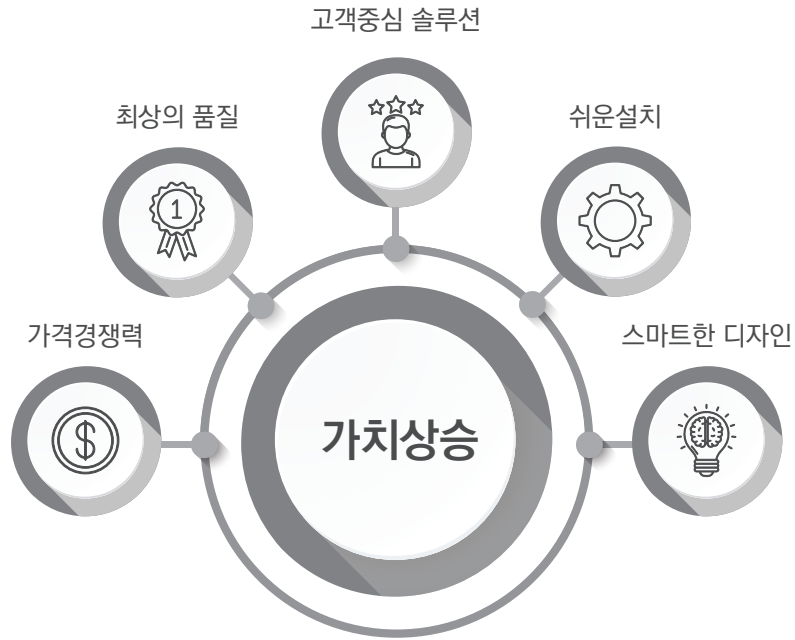 고객중심 솔루션
최상의 품질
쉬운설치
1
가격경쟁력
스마트한 디자인
$
가치상승